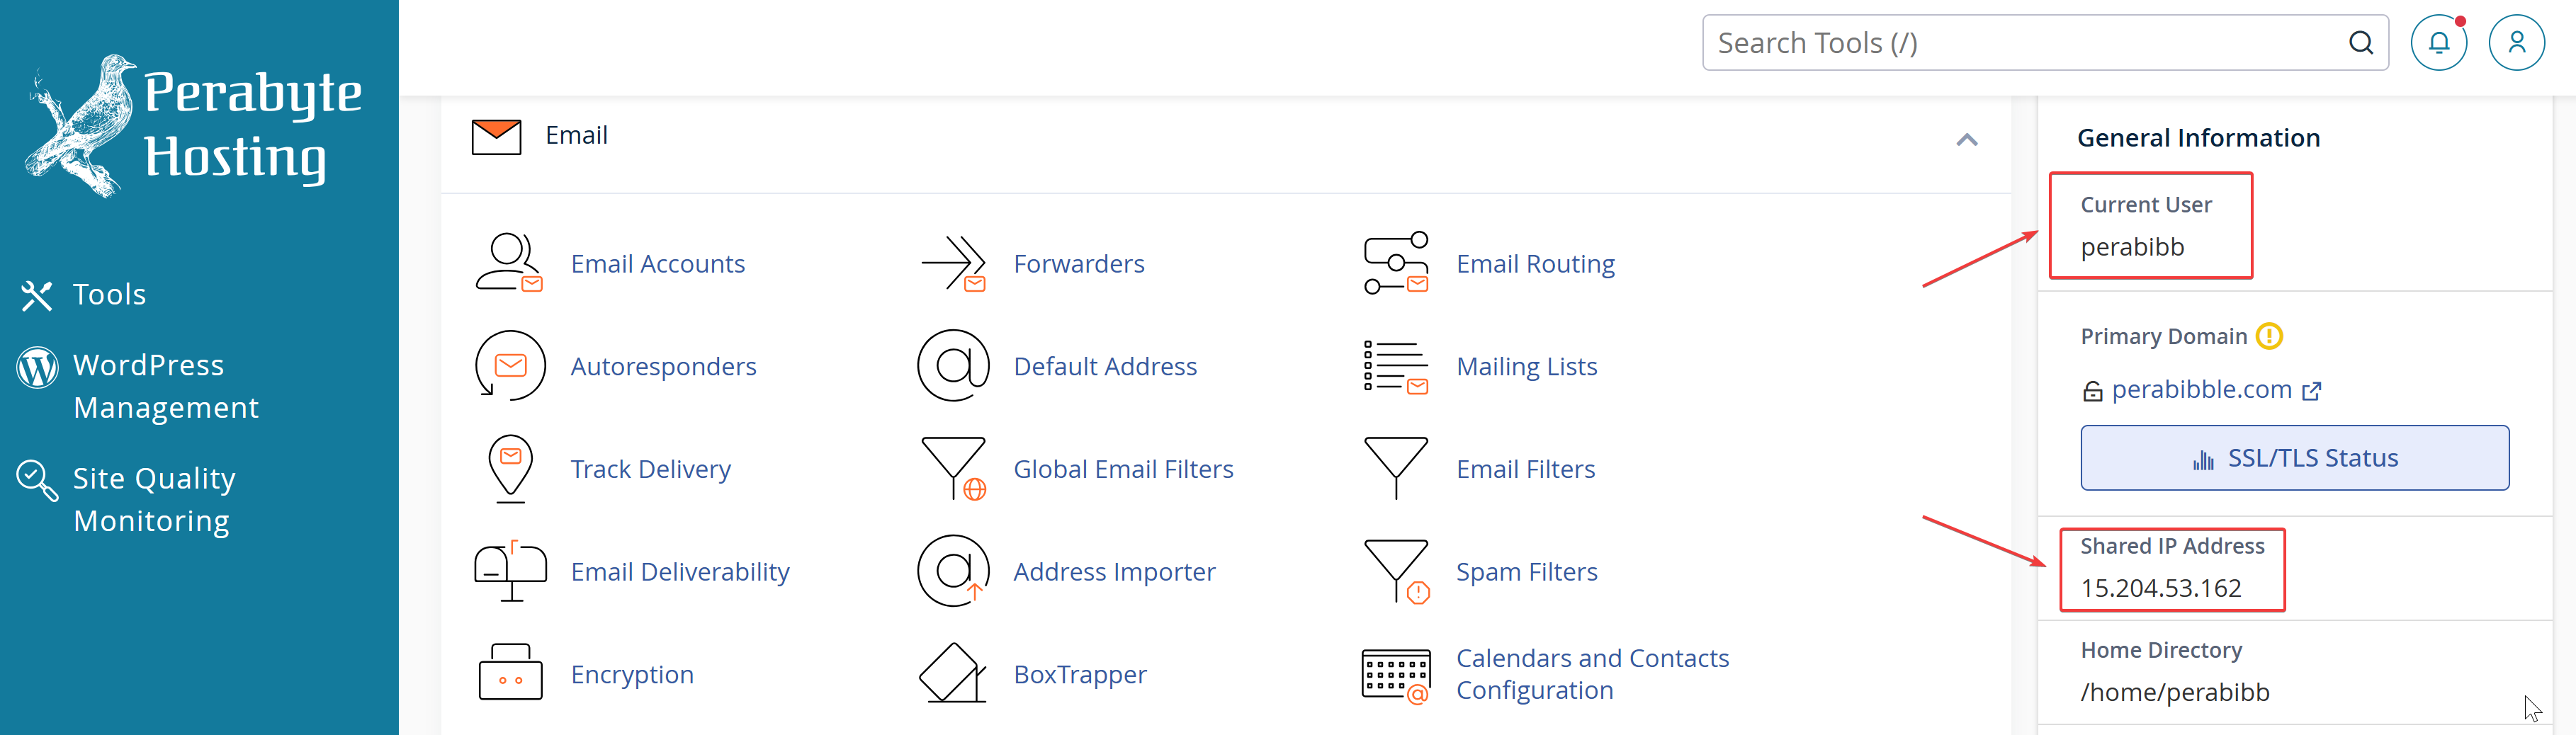 Perabyte
Hosting
Tools
WordPress
Management
Site Quality
Monitoring
Search Tools (/)
Email
Email Accounts
Forwarders
Email Routing
Autoresponders
Default Address
Mailing Lists
Track Delivery
Global Email Filters
Email Filters
Email Deliverability
Address Importer
Spam Filters
Encryption
BoxTrapper
Calendars and Contacts
Configuration
General Information
Current User
perabibb
Primary Domain
perabibble.com
SSL/TLS Status
Shared IP Address
15.204.53.162
Home Directory
/home/perabibb